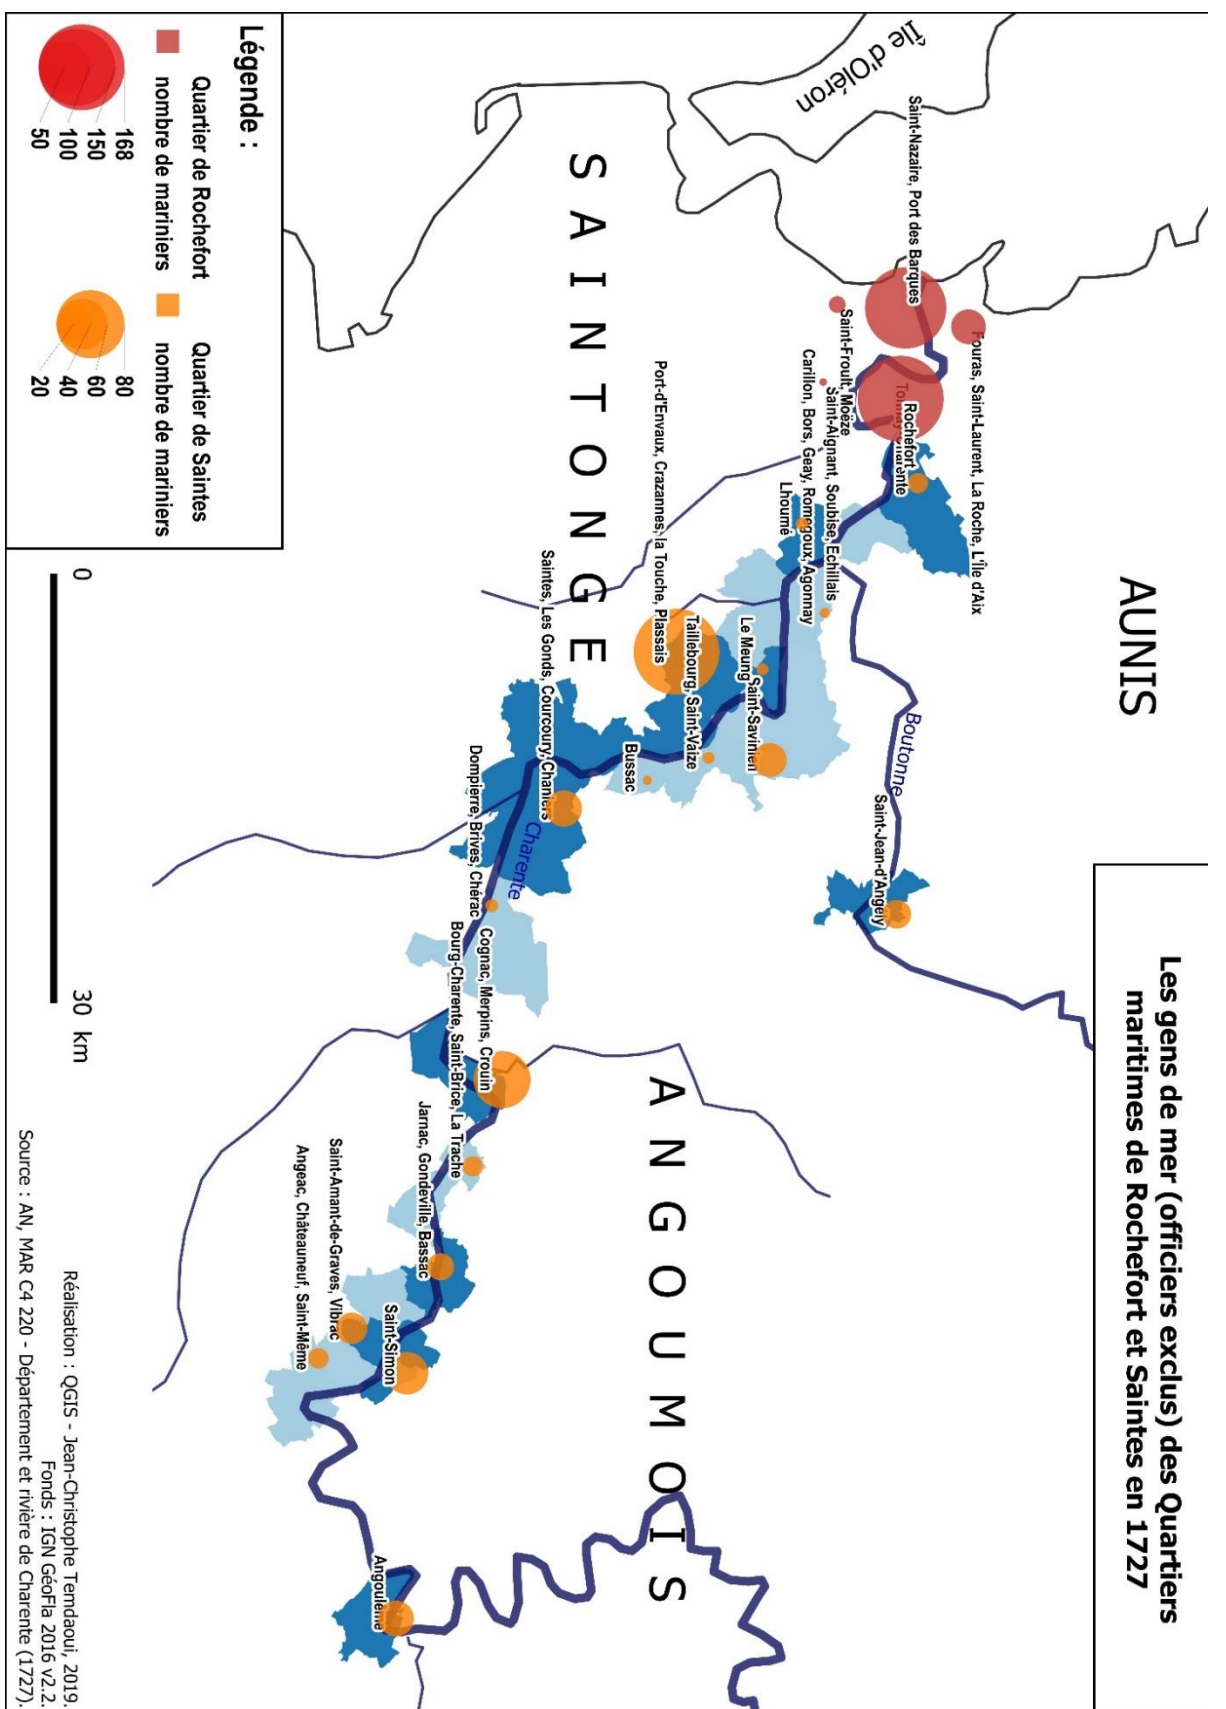 Les gens de mer (officiers exclus) des Quartiers
maritimes de Rochefort et Saintes en 1727
AUNIS
Île d'Oléron
Saint-Nazaire, Port des Barques
Fouras, Saint-Laurent, La Roche, L'Île d'Aix
Rochefort
Tonnay-Charente
Saint-Froult, Moëze
Saint-Aignant, Soubise, Echillais
Carillon, Bors, Geay, Romegoux, Agonnay
Lhoumé
Boutonne
Saint-Jean-d'Angely
Saint-Savinien
Le Meung
Taillebourg, Saint-Vaize
Port-d'Envaux, Crazannes, la Touche, Plassais
Bussac
SAINTONGE
Saintes, Les Gonds, Courcoury, Chaniers
Charente
Dompierre, Brives, Chérac
ANGOUMOIS
Cognac, Merpins, Crouin
Bourg-Charente, Saint-Brice, La Trache
Jarnac, Gondeville, Bassac
Saint-Simon
Saint-Amant-de-Graves, Vibrac
Angeac, Châteauneuf, Saint-Même
Angoulême
Légende :
Quartier de Rochefort
nombre de mariniers
168
150
100
50
Quartier de Saintes
nombre de mariniers
80
60
40
20
0
30 km
Réalisation : QGIS - Jean-Christophe Temdaoui, 2019.
Fonds : IGN GéoFla 2016 v2.2.
Source : AN, MAR C4 220 - Département et rivière de Charente (1727).